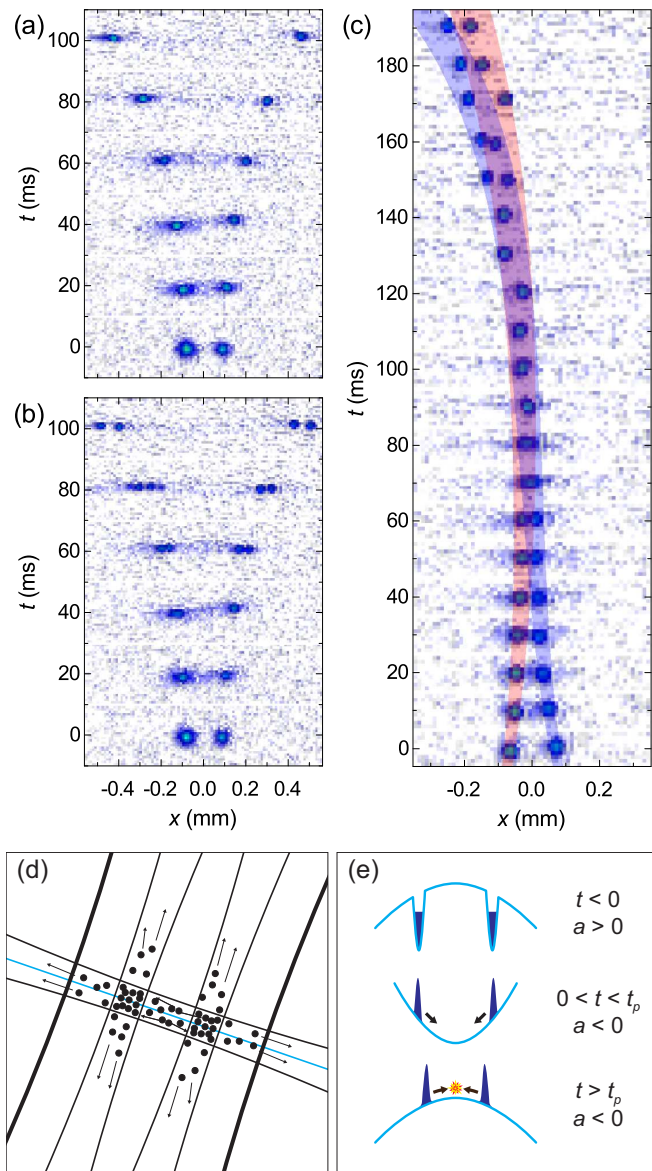 (a)
100
80
60
40
20
0
t (ms)
(b)
100
80
60
40
20
0
t (ms)
-0.4 -0.2 0.0 0.2 0.4
x (mm)
(c)
180
160
140
120
100
80
60
40
20
0
t (ms)
-0.2 0.0 0.2
x (mm)
(d)
(e)
t < 0
a > 0
0 < t < tₚ
a < 0
t > tₚ
a < 0